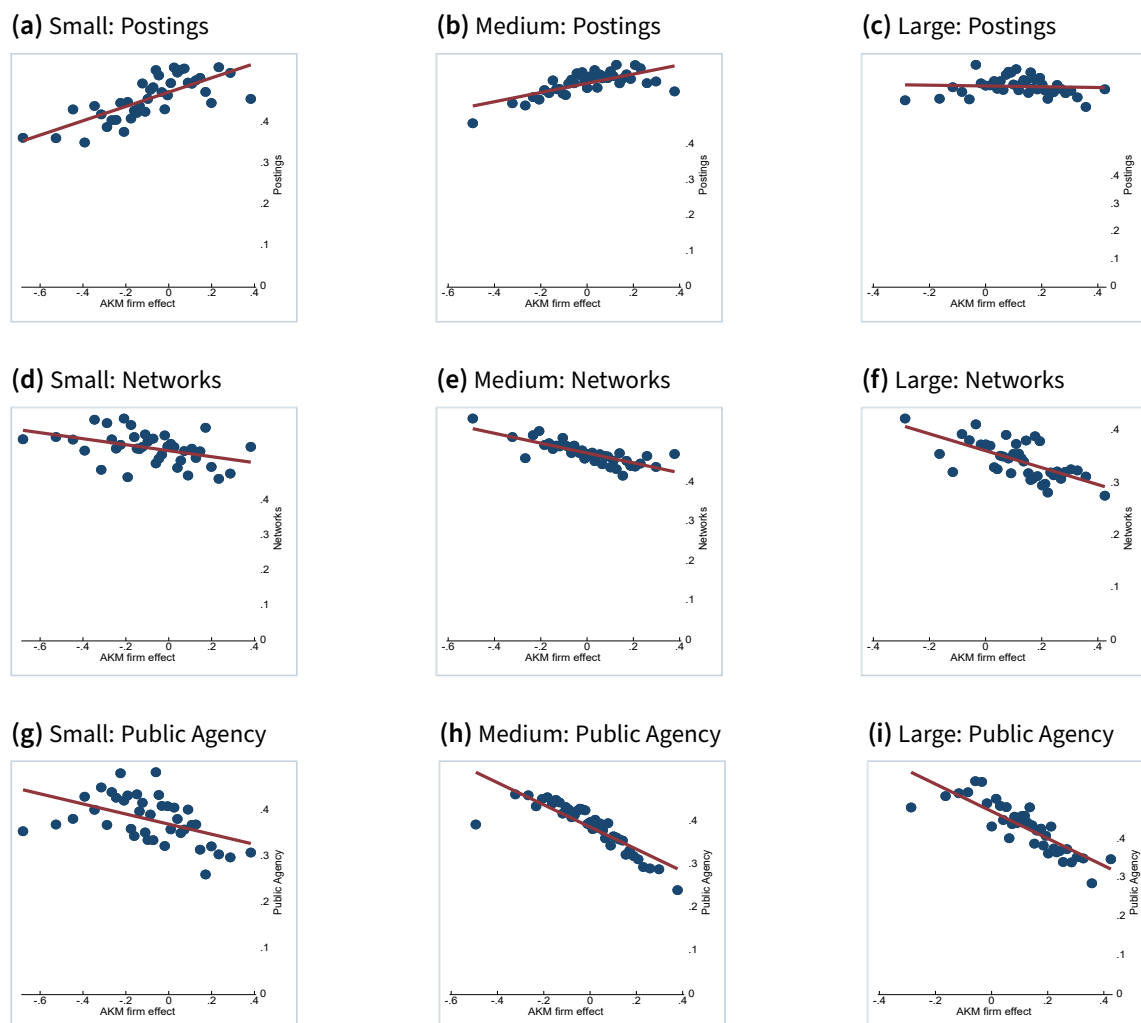 (a) Small: Postings
(b) Medium: Postings
(c) Large: Postings
.4
.3
.2
.1
0
Postings
-.6 -.4 -.2 0 .2 .4
AKM firm effect
.4
.3
.2
.1
0
Postings
-.6 -.4 -.2 0 .2 .4
AKM firm effect
.4
.3
.2
.1
0
Postings
-.4 -.2 0 .2 .4
AKM firm effect
(d) Small: Networks
(e) Medium: Networks
(f) Large: Networks
.4
.3
.2
.1
0
Networks
-.6 -.4 -.2 0 .2 .4
AKM firm effect
.4
.3
.2
.1
0
Networks
-.6 -.4 -.2 0 .2 .4
AKM firm effect
.4
.3
.2
.1
0
Networks
-.4 -.2 0 .2 .4
AKM firm effect
(g) Small: Public Agency
(h) Medium: Public Agency
(i) Large: Public Agency
.4
.3
.2
.1
0
Public Agency
-.6 -.4 -.2 0 .2 .4
AKM firm effect
.4
.3
.2
.1
0
Public Agency
-.6 -.4 -.2 0 .2 .4
AKM firm effect
.4
.3
.2
.1
0
Public Agency
-.4 -.2 0 .2 .4
AKM firm effect